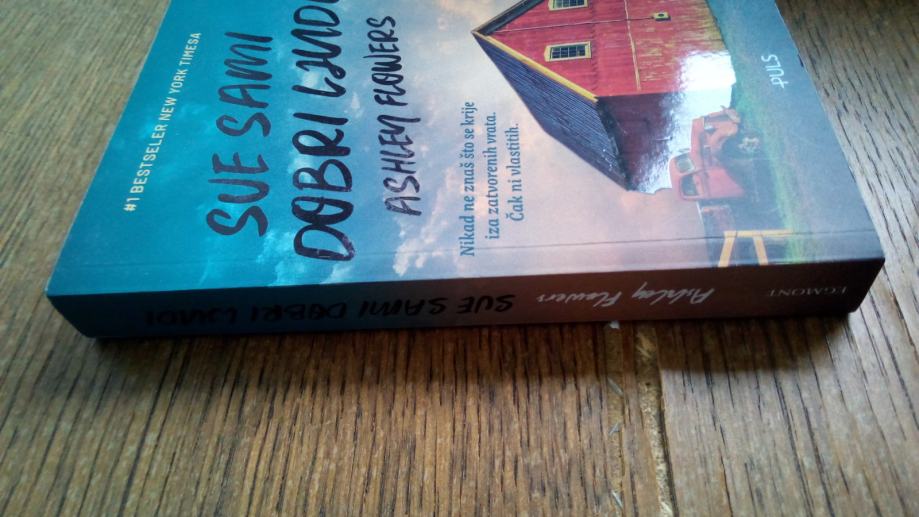 #1 BESTSELER NEW YORK TIMESA
SVE SAMI
DOBRI LJUDI
ASHLEY FLOWERS
Nikad ne znaš što se krije
iza zatvorenih vrata.
Čak ni vlastitih.
PULS
SVE SAMI DOBRI LJUDI
Ashley Flowers
EGMONT